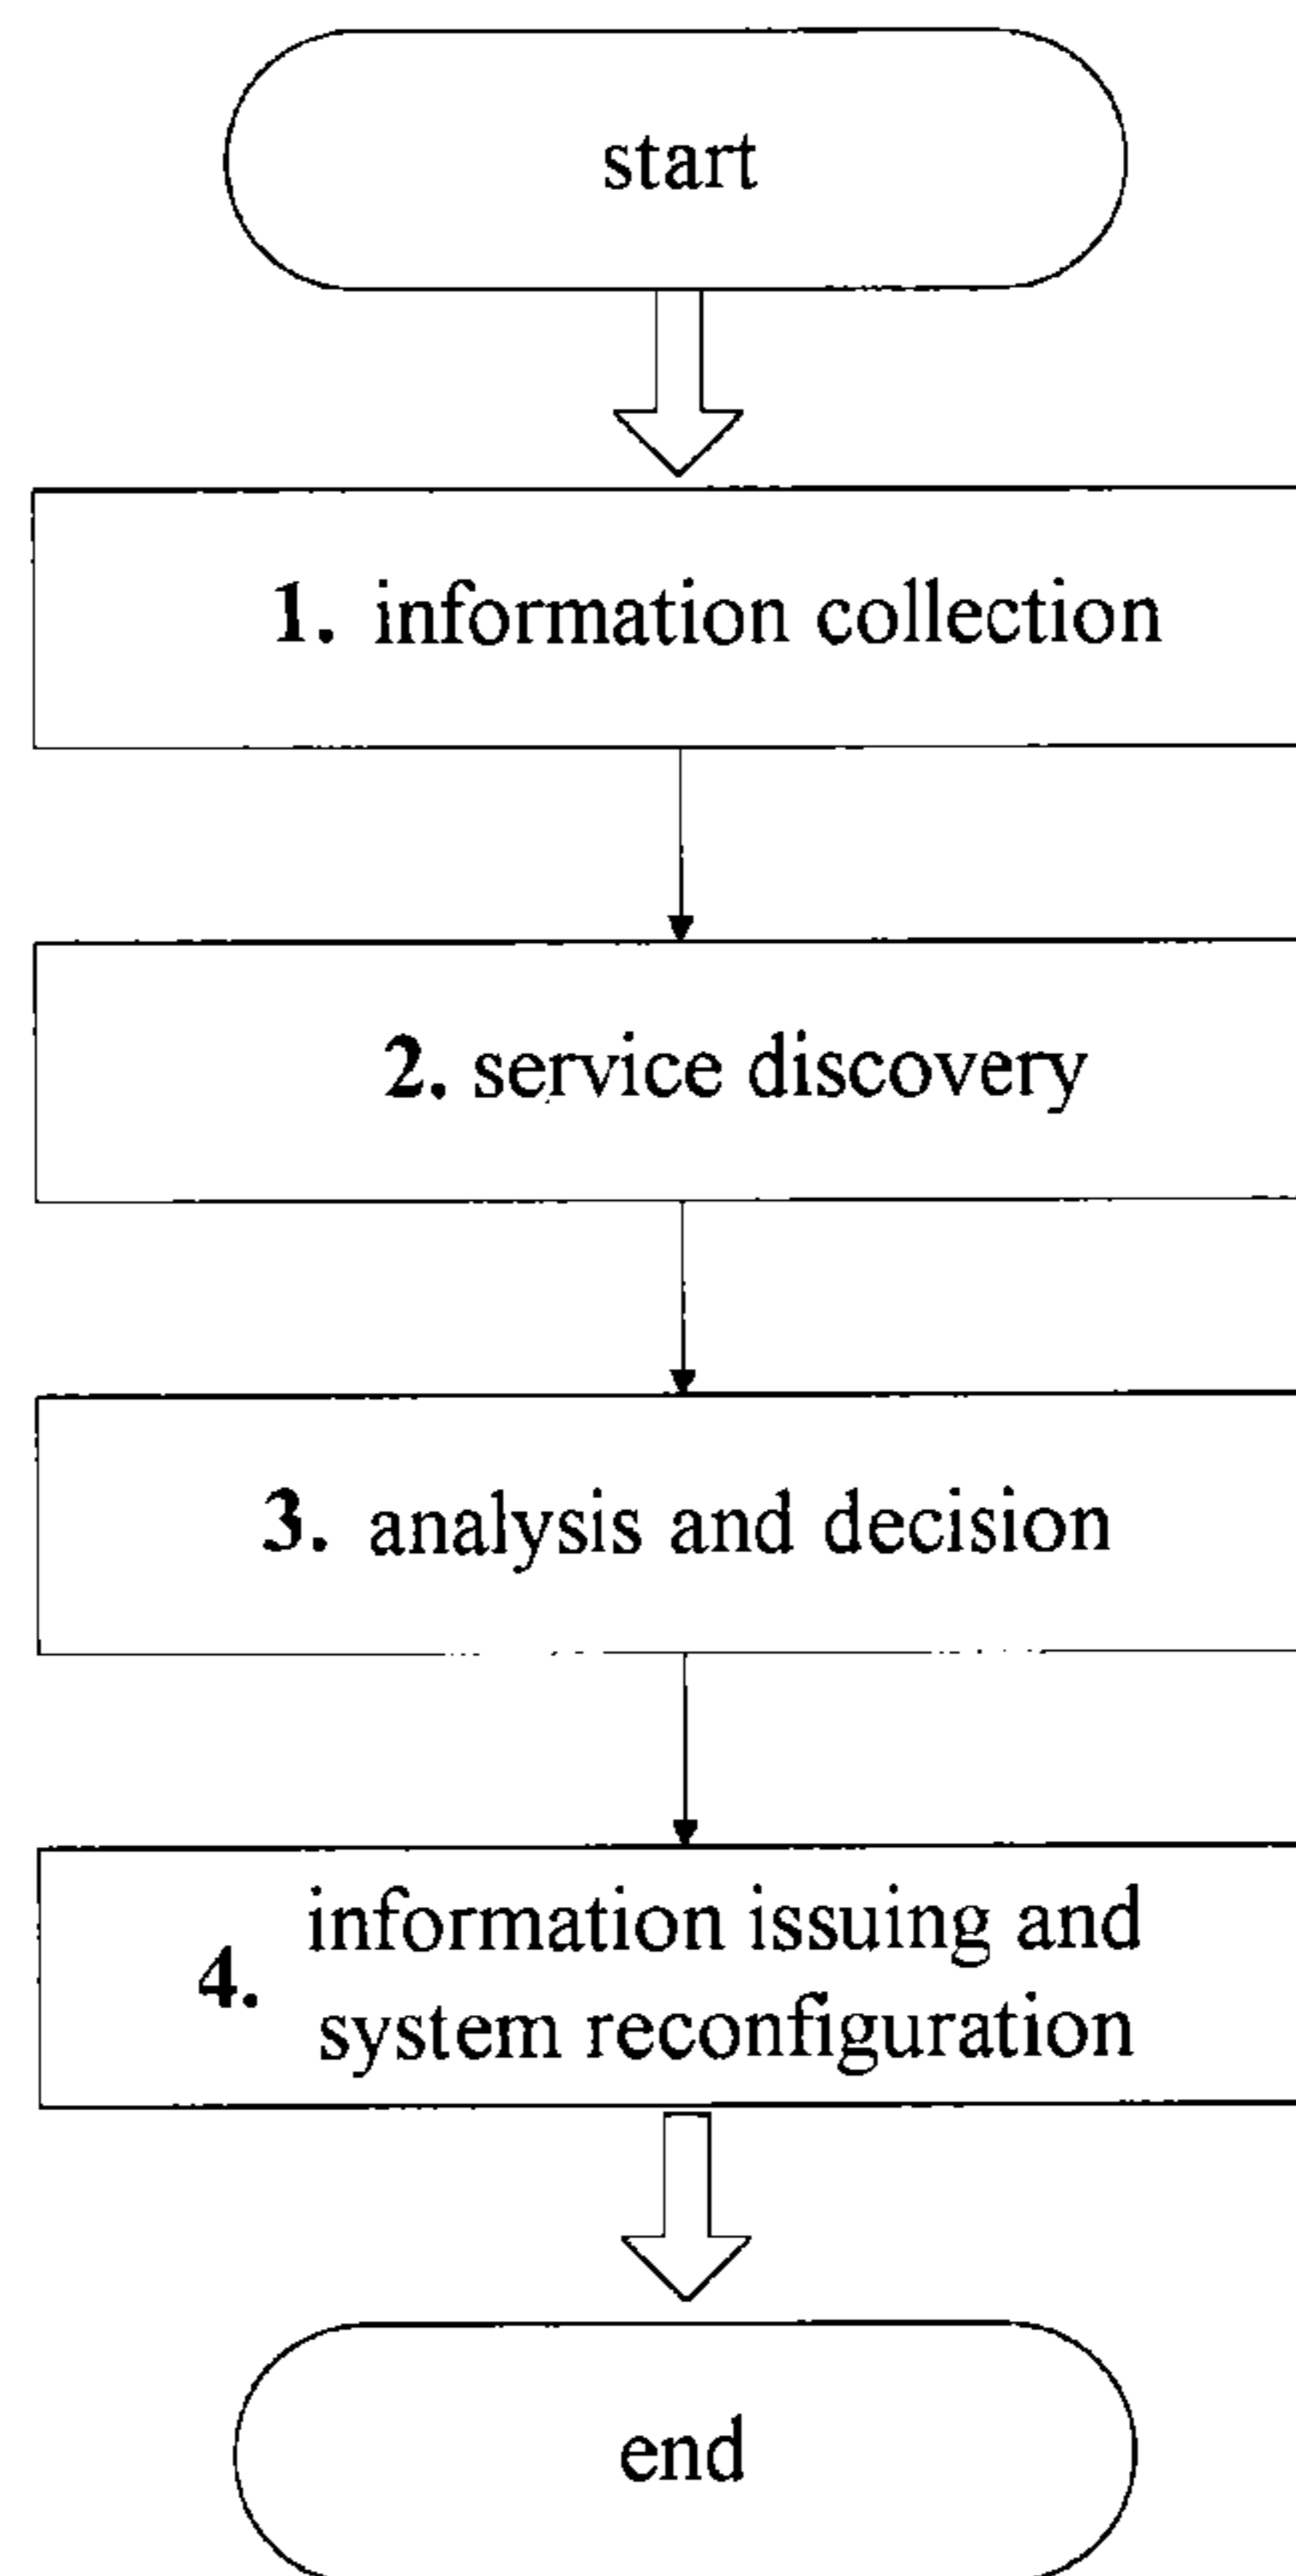 start
1. information collection
2. service discovery
3. analysis and decision
4. information issuing and
system reconfiguration
end